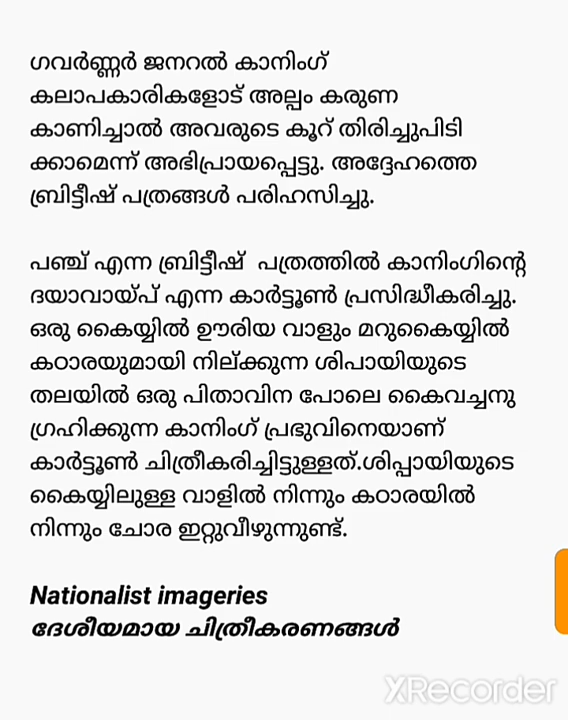 ഗവർണ്ണർ ജനറൽ കാനിംഗ്
കലാപകാരികളോട് അല്പം കരുണ
കാണിച്ചാൽ അവരുടെ കൂറ് തിരിച്ചുപിടി
ക്കാമെന്ന് അഭിപ്രായപ്പെട്ടു. അദ്ദേഹത്തെ
ബ്രിട്ടീഷ് പത്രങ്ങൾ പരിഹസിച്ചു.
പഞ്ച് എന്ന ബ്രിട്ടീഷ് പത്രത്തിൽ കാനിംഗിന്റെ
ദയാവായ്പ് എന്ന കാർട്ടൂൺ പ്രസിദ്ധീകരിച്ചു.
ഒരു കൈയ്യിൽ ഊരിയ വാളും മറുകൈയ്യിൽ
കഠാരയുമായി നില്ക്കുന്ന ശിപായിയുടെ
തലയിൽ ഒരു പിതാവിന പോലെ കൈവച്ചനു
ഗ്രഹിക്കുന്ന കാനിംഗ് പ്രഭുവിനെയാണ്
കാർട്ടൂൺ ചിത്രീകരിച്ചിട്ടുള്ളത്.ശിപ്പായിയുടെ
കൈയ്യിലുള്ള വാളിൽ നിന്നും കഠാരയിൽ
നിന്നും ചോര ഇറ്റുവീഴുന്നുണ്ട്.
Nationalist imageries
ദേശീയമായ ചിത്രീകരണങ്ങൾ
XRecorder